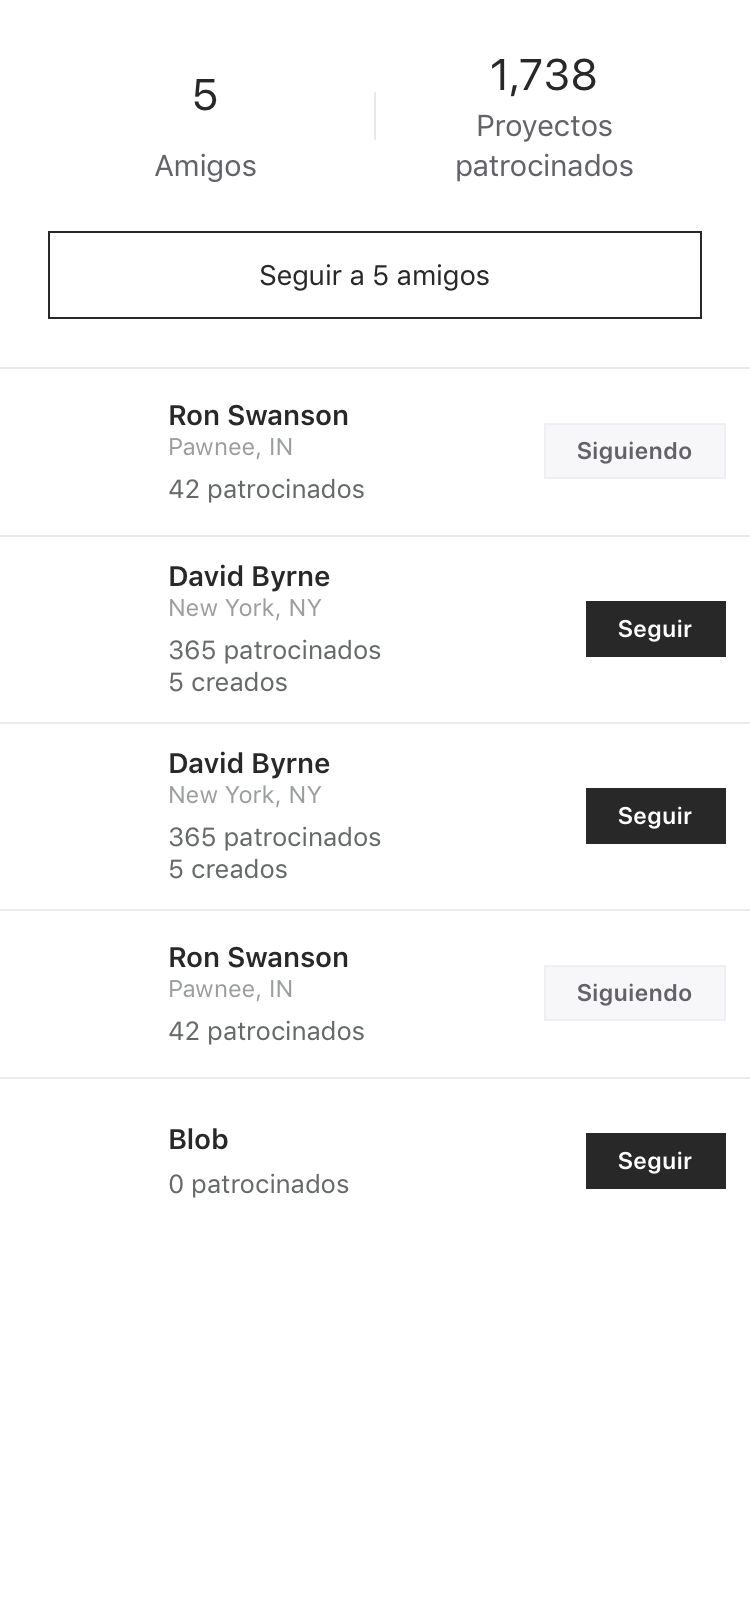 5
Amigos
1,738
Proyectos
patrocinados
Seguir a 5 amigos
Ron Swanson
Pawnee, IN
42 patrocinados
Siguiendo
David Byrne
New York, NY
365 patrocinados
5 creados
Seguir
David Byrne
New York, NY
365 patrocinados
5 creados
Seguir
Ron Swanson
Pawnee, IN
42 patrocinados
Siguiendo
Blob
0 patrocinados
Seguir